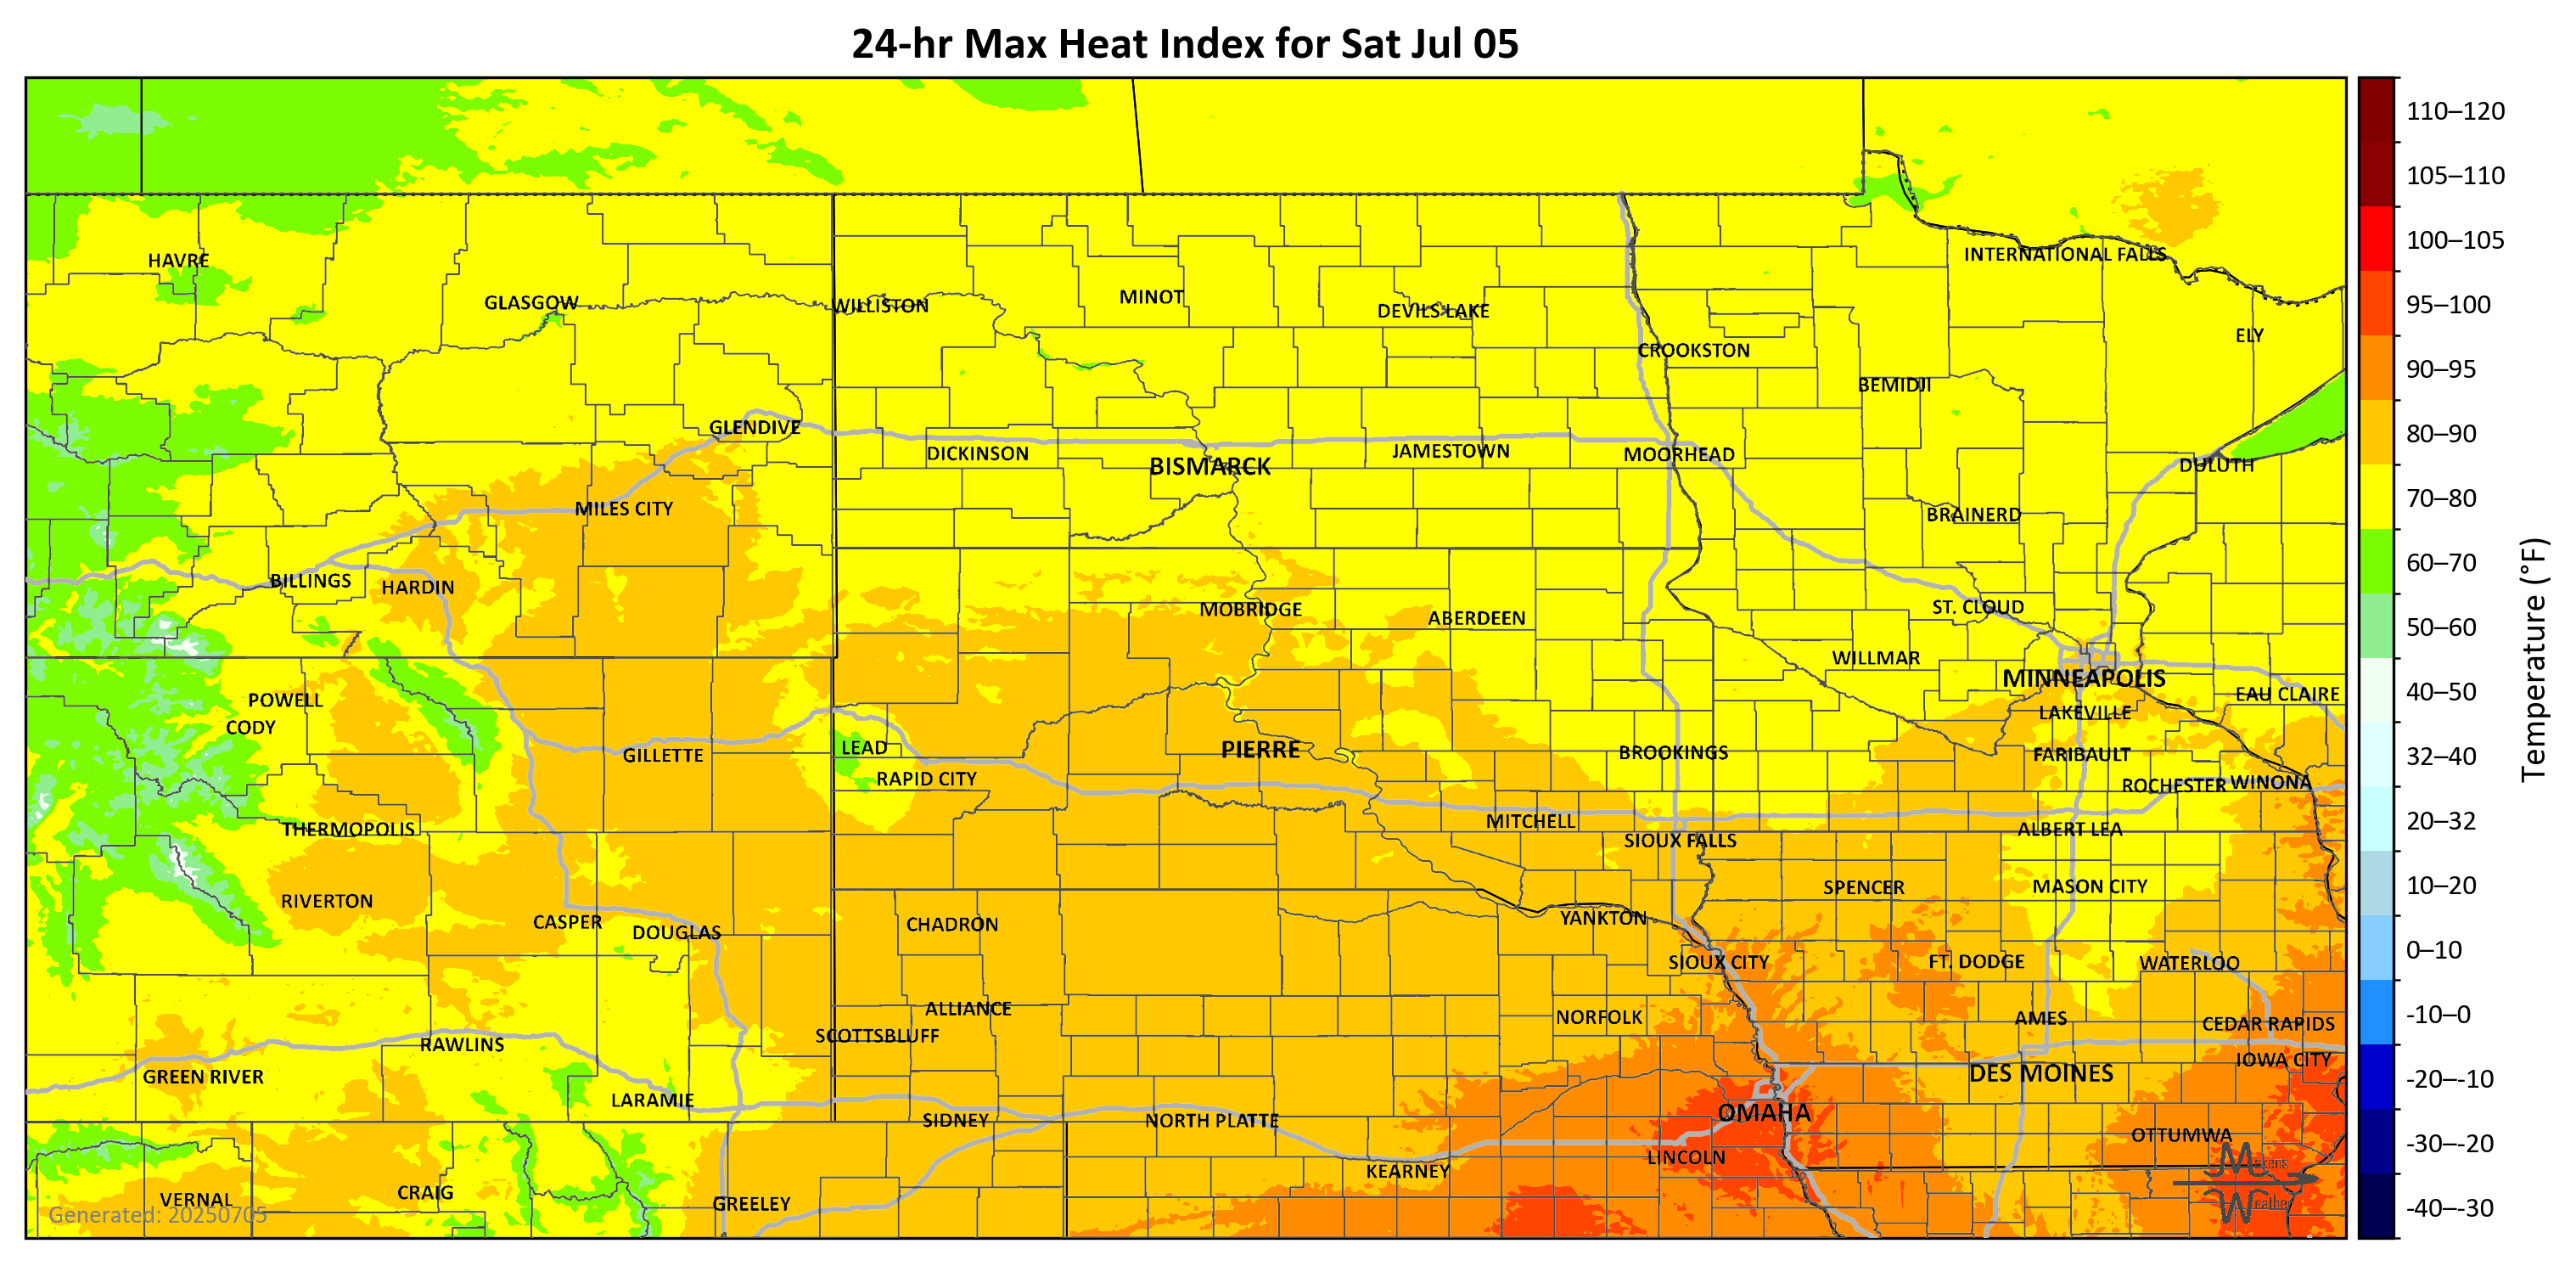 24-hr Max Heat Index for Sat Jul 05
110–120
105–110
HAVRE
INTERNATIONAL FALLS
100–105
GLASGOW
WILLISTON
MINOT
DEVILS LAKE
95–100
ELY
CROOKSTON
90–95
BEMIDJI
GLENDIVE
80–90
DICKINSON
BISMARCK
JAMESTOWN
MOORHEAD
DULUTH
MILES CITY
70–80
BRAINERD
BILLINGS
HARDIN
60–70
MOBRIDGE
ABERDEEN
ST. CLOUD
50–60
WILLMAR
Temperature (°F)
MINNEAPOLIS
POWELL
EAU CLAIRE
40–50
CODY
LAKEVILLE
GILLETTE
LEAD
PIERRE
BROOKINGS
FARIBAULT
32–40
RAPID CITY
ROCHESTER
WINONA
THERMOPOLIS
MITCHELL
ALBERT LEA
20–32
SIOUX FALLS
RIVERTON
SPENCER
MASON CITY
10–20
CASPER
DOUGLAS
CHADRON
YANKTON
SIOUX CITY
FT. DODGE
WATERLOO
0–10
ALLIANCE
NORFOLK
AMES
CEDAR RAPIDS
-10–0
SCOTTSBLUFF
RAWLINS
IOWA CITY
GREEN RIVER
DES MOINES
-20–-10
LARAMIE
SIDNEY
NORTH PLATTE
OMAHA
OTTUMWA
-30–-20
LINCOLN
KEARNEY
Makens
VERNAL
CRAIG
GREELEY
Weather
-40–-30
Generated: 20250705